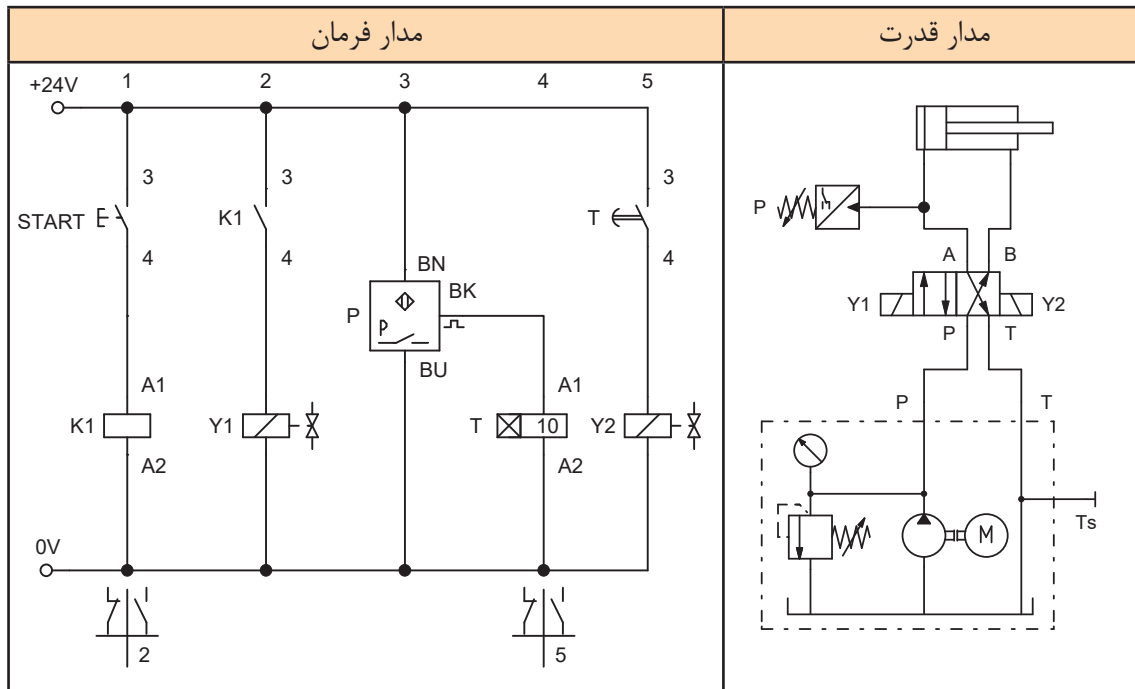 مدار فرمان
مدار قدرت
+24V 1 2 3 4 5
3 3 3
START K1 T
4 4 4
BN
BK
P
p
BU
A1 A1
K1 Y1 T 10 Y2
A2 A2
0V
2 5
P
A B
Y1 Y2
P T
P T
M
Ts